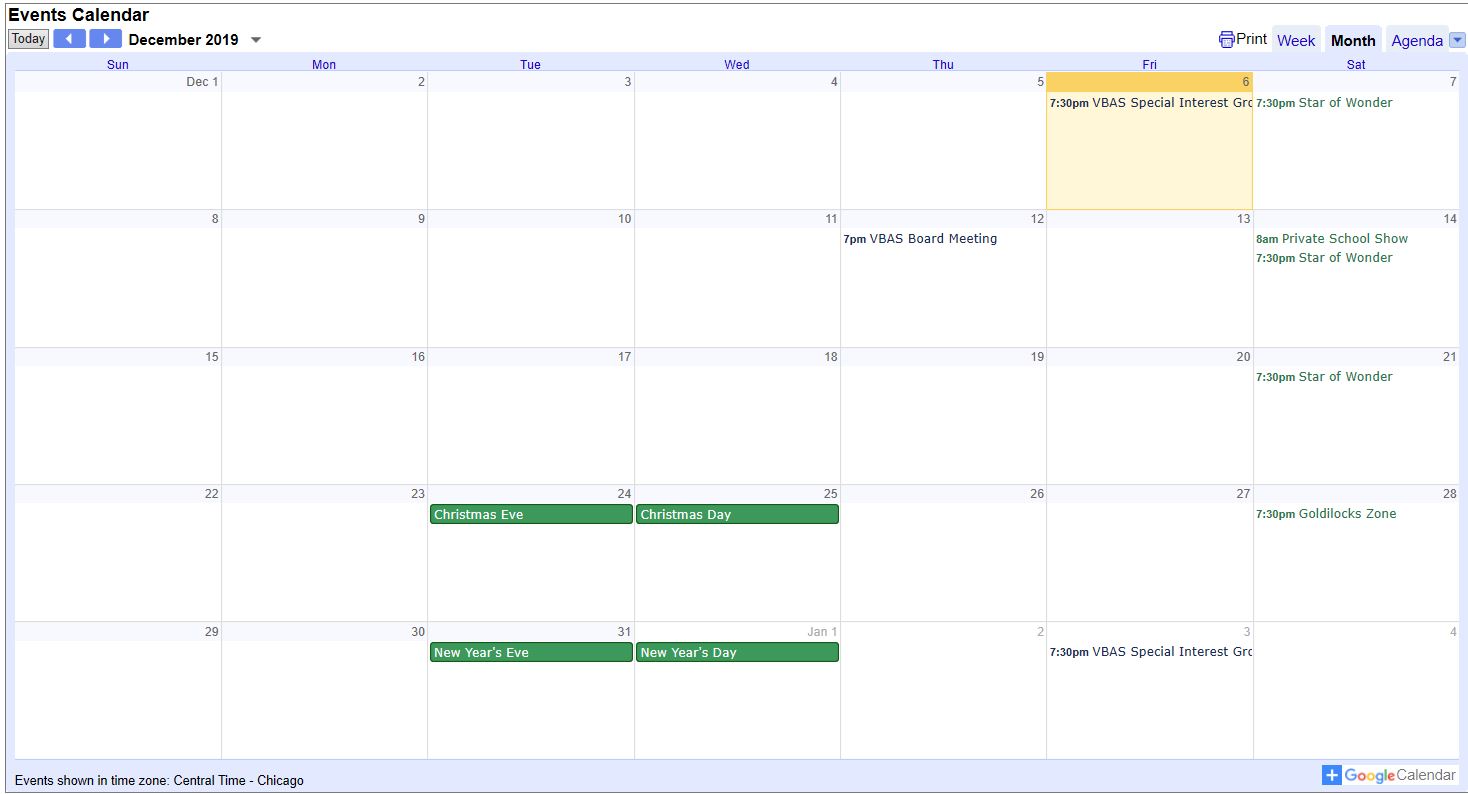 Events Calendar
Today December 2019 Print Week Month Agenda
Sun Mon Tue Wed Thu Fri Sat
Dec 1 2 3 4 5 6 7
7:30pm VBAS Special Interest Gro 7:30pm Star of Wonder
8 9 10 11 12 13 14
7pm VBAS Board Meeting 8am Private School Show
7:30pm Star of Wonder
15 16 17 18 19 20 21
7:30pm Star of Wonder
22 23 24 25 26 27 28
Christmas Eve Christmas Day 7:30pm Goldilocks Zone
29 30 31 Jan 1 2 3 4
New Year's Eve New Year's Day 7:30pm VBAS Special Interest Gro
Events shown in time zone: Central Time - Chicago + Google Calendar